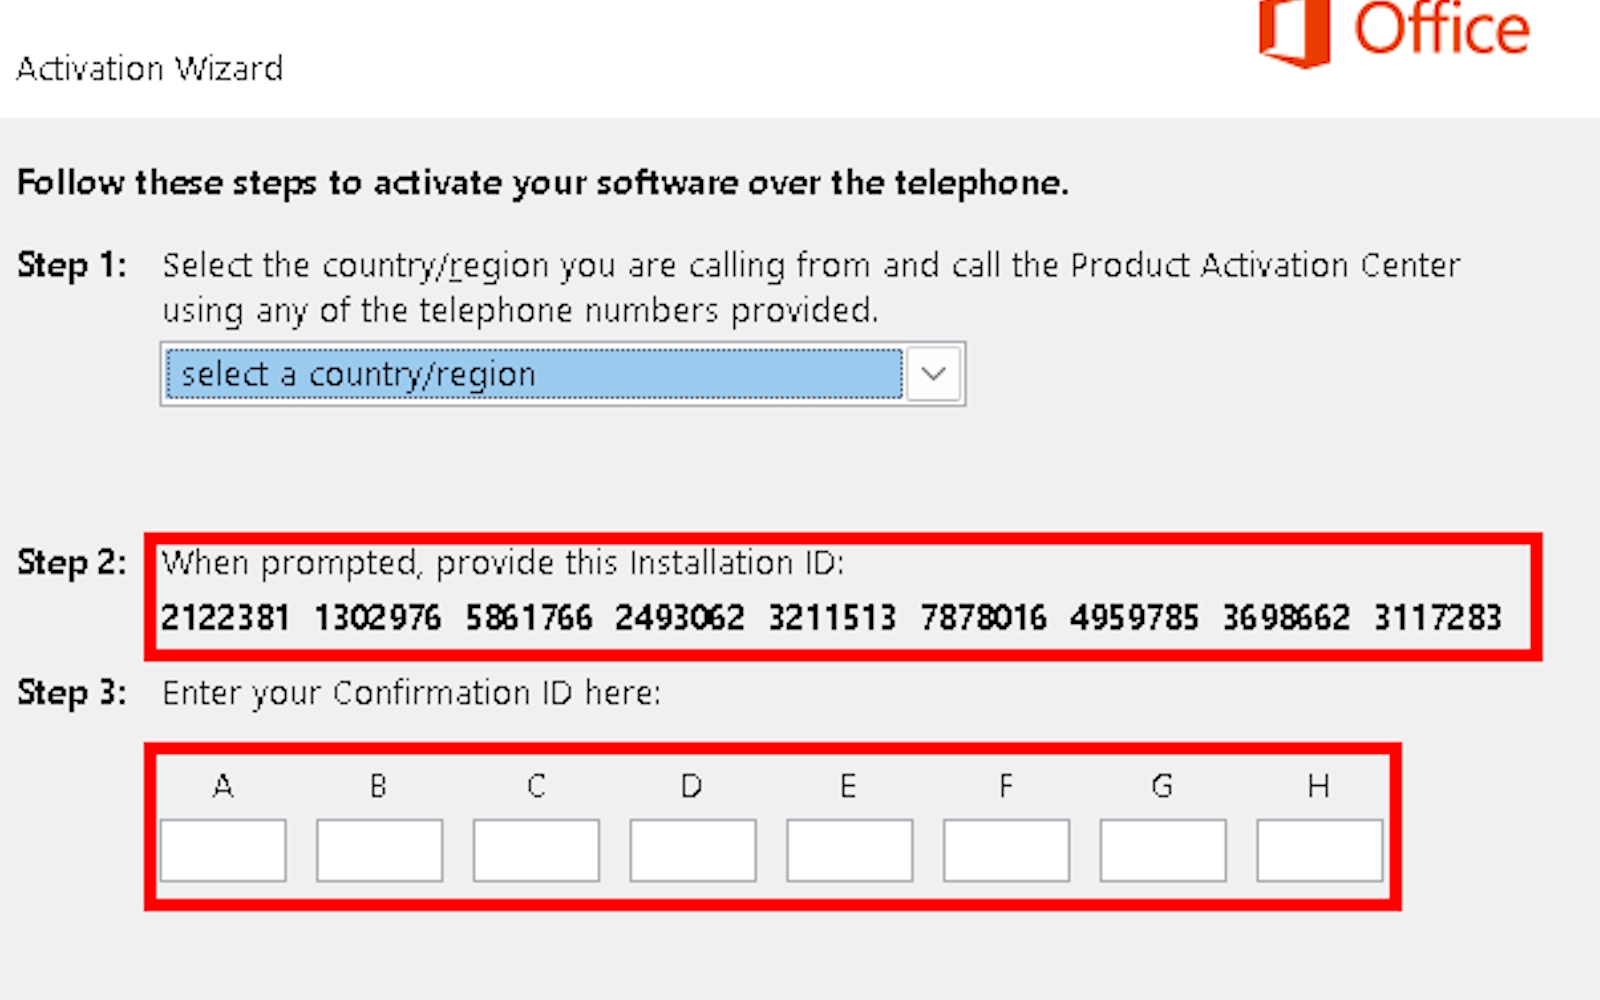 Office
Activation Wizard
Follow these steps to activate your software over the telephone.
Step 1: Select the country/region you are calling from and call the Product Activation Center
using any of the telephone numbers provided.
select a country/region
Step 2: When prompted, provide this Installation ID:
2122381 1302976 5861766 2493062 3211513 7878016 4959785 3698662 3117283
Step 3: Enter your Confirmation ID here:
A B C D E F G H